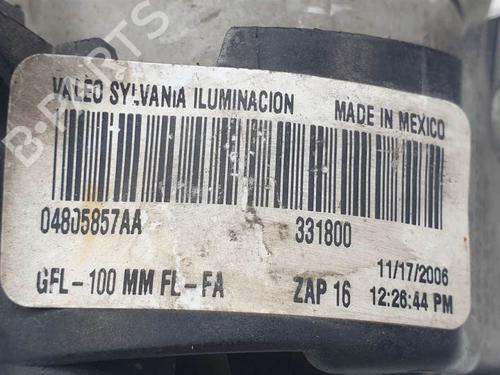 VALEO SYLVANIA ILUMINACION MADE IN MEXICO
04805857AA 331800
GFL-100 MM FL-FA ZAP 16 11/17/2006 12:26:44 PM
B-PARTS